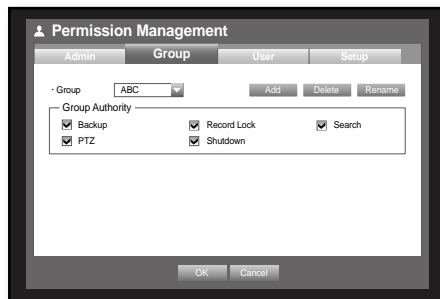 Permission Management
Admin Group User Setup
· Group ABC Add Delete Rename
Group Authority
Backup Record Lock Search
PTZ Shutdown
OK Cancel